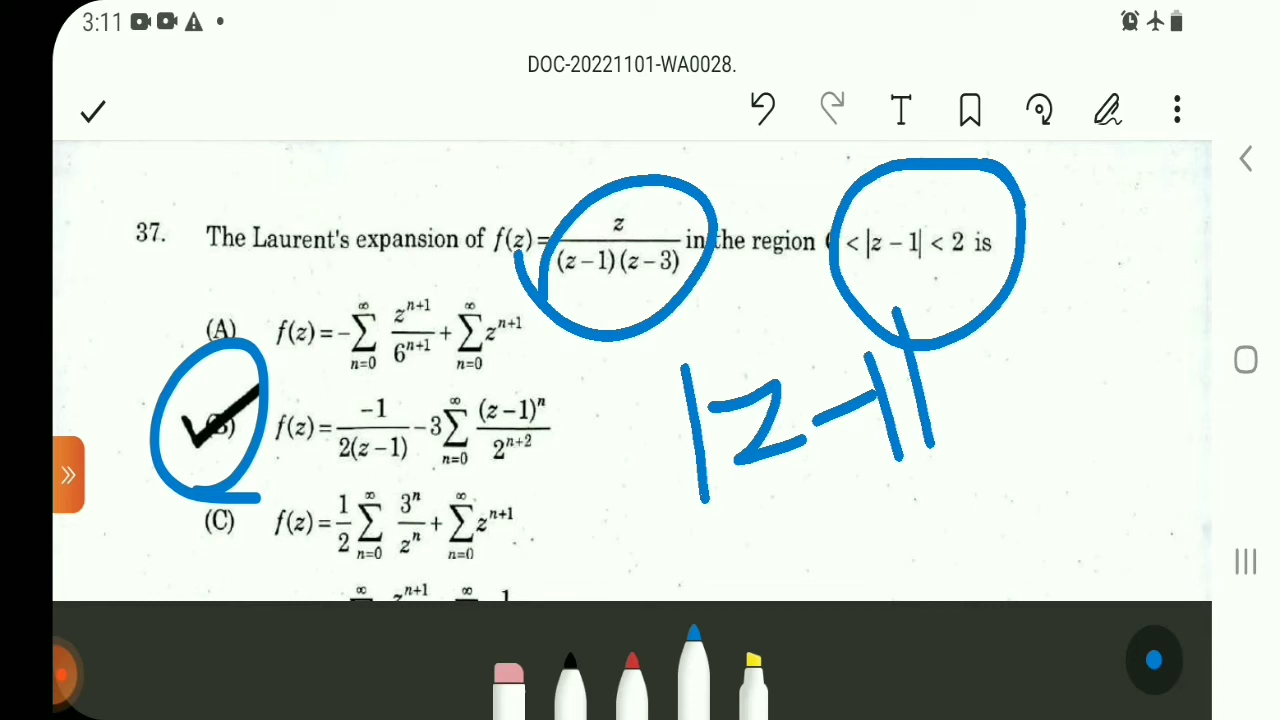 3:11
DOC-20221101-WA0028.
T
37. The Laurent's expansion of f(z) = z/((z−1)(z−3)) in the region < |z − 1| < 2 is
(A) f(z) = −∑_{n=0}^{∞} z^{n+1}/6^{n+1} + ∑_{n=0}^{∞} z^{n+1}
(B) f(z) = −1/(2(z−1)) − 3∑_{n=0}^{∞} (z−1)^n/2^{n+2}
|z-1|
(C) f(z) = 1/2 ∑_{n=0}^{∞} 3^n/z^n + ∑_{n=0}^{∞} z^{n+1}
∞ z^{n+1} ∞ 1